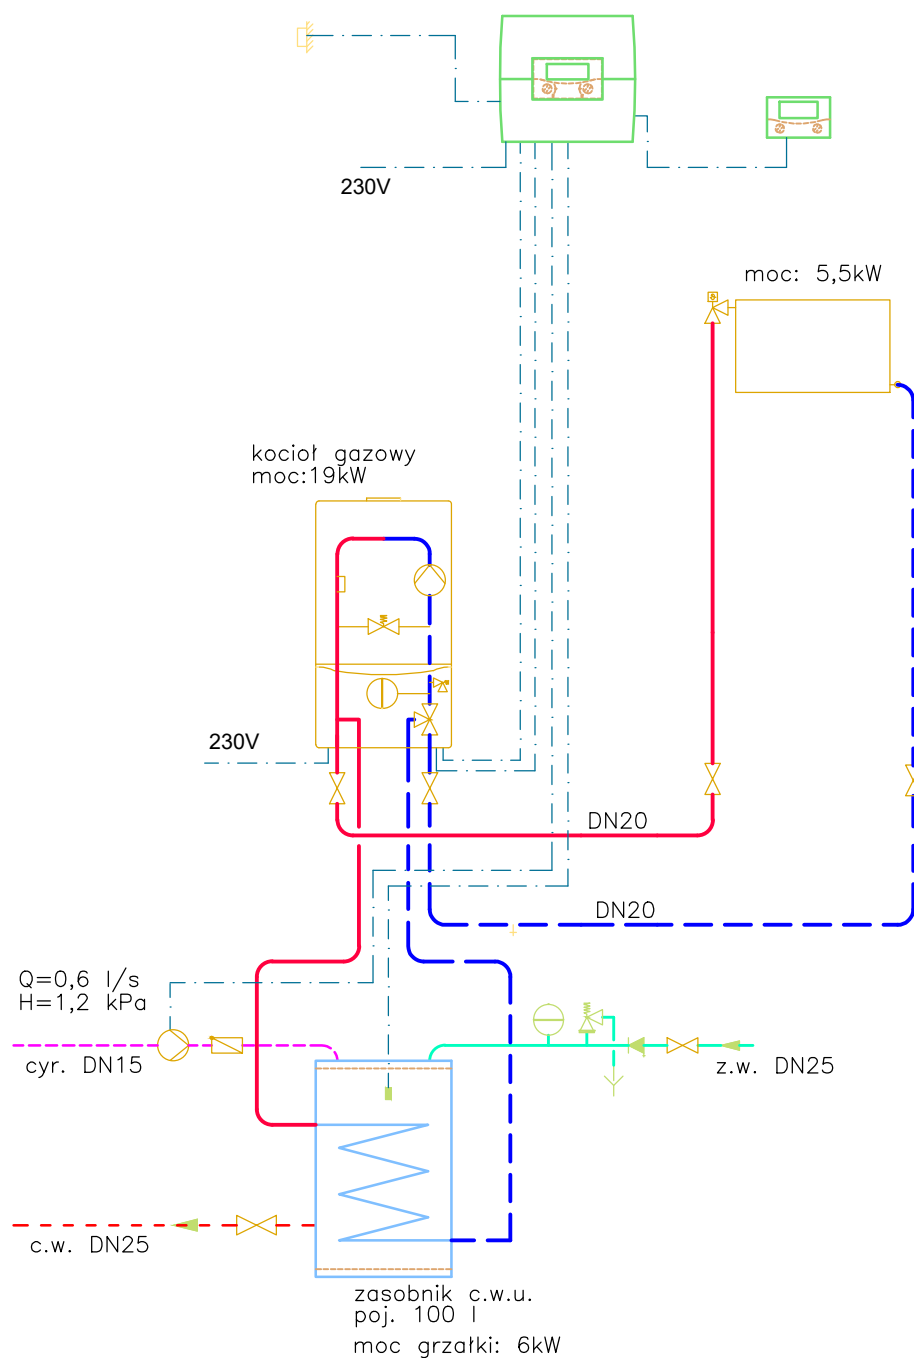 230V
moc: 5,5kW
kocioł gazowy
moc:19kW
230V
DN20
DN20
Q=0,6 l/s
H=1,2 kPa
cyr. DN15
z.w. DN25
c.w. DN25
zasobnik c.w.u.
poj. 100 l
moc grzałki: 6kW